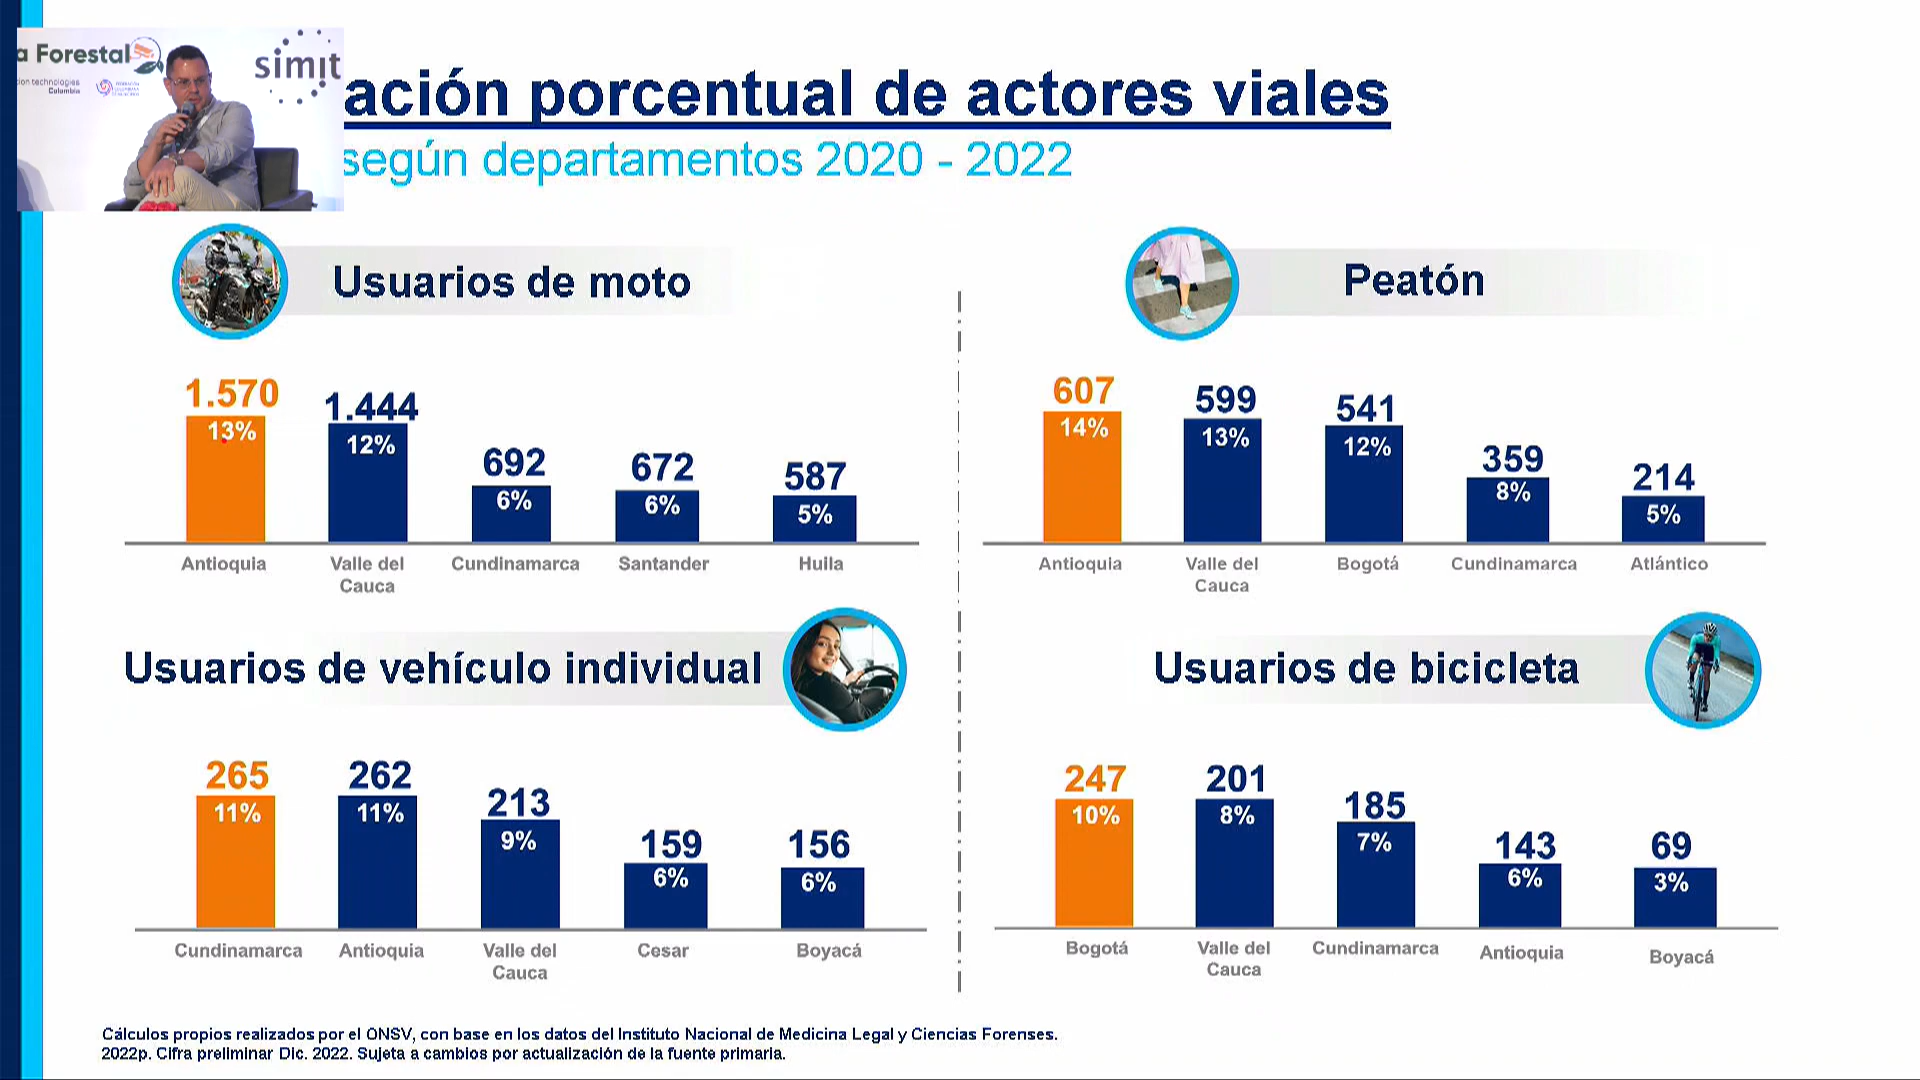 a Forestal
ion technologies
Colombia
simit
ación porcentual de actores viales
según departamentos 2020 - 2022
Usuarios de moto
1.570
1.444
692
672
587
13%
12%
6%
6%
5%
Antioquia
Valle del
Cauca
Cundinamarca
Santander
Huila
Peatón
607
599
541
359
214
14%
13%
12%
8%
5%
Antioquia
Valle del
Cauca
Bogotá
Cundinamarca
Atlántico
Usuarios de vehículo individual
265
262
213
159
156
11%
11%
9%
6%
6%
Cundinamarca
Antioquia
Valle del
Cauca
Cesar
Boyacá
Usuarios de bicicleta
247
201
185
143
69
10%
8%
7%
6%
3%
Bogotá
Valle del
Cauca
Cundinamarca
Antioquia
Boyacá
Cálculos propios realizados por el ONSV, con base en los datos del Instituto Nacional de Medicina Legal y Ciencias Forenses.
2022p. Cifra preliminar Dic. 2022. Sujeta a cambios por actualización de la fuente primaria.